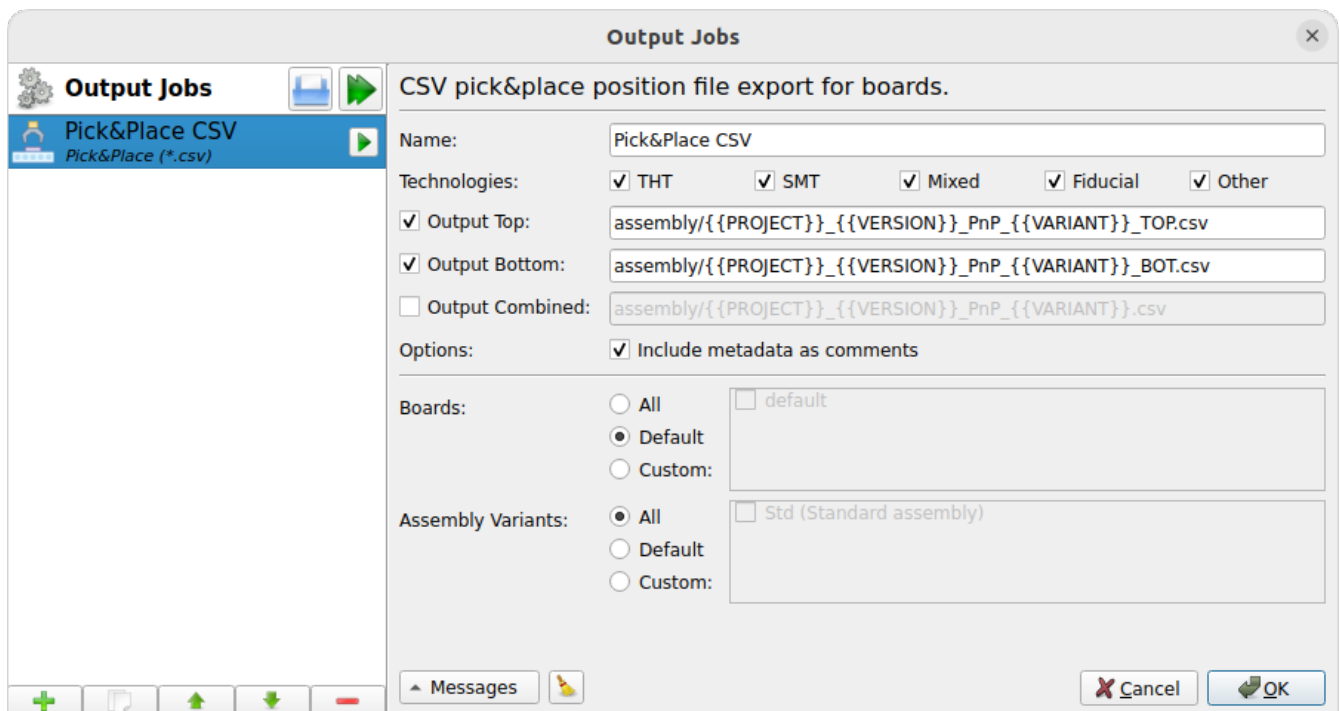 Output Jobs
Output Jobs
Pick&Place CSV
Pick&Place (*.csv)
CSV pick&place position file export for boards.
Name: Pick&Place CSV
Technologies: THT SMT Mixed Fiducial Other
Output Top: assembly/{{PROJECT}}_{{VERSION}}_PnP_{{VARIANT}}_TOP.csv
Output Bottom: assembly/{{PROJECT}}_{{VERSION}}_PnP_{{VARIANT}}_BOT.csv
Output Combined: assembly/{{PROJECT}}_{{VERSION}}_PnP_{{VARIANT}}.csv
Options: Include metadata as comments
Boards: All default
Default
Custom:
Assembly Variants: All Std (Standard assembly)
Default
Custom:
Messages Cancel OK